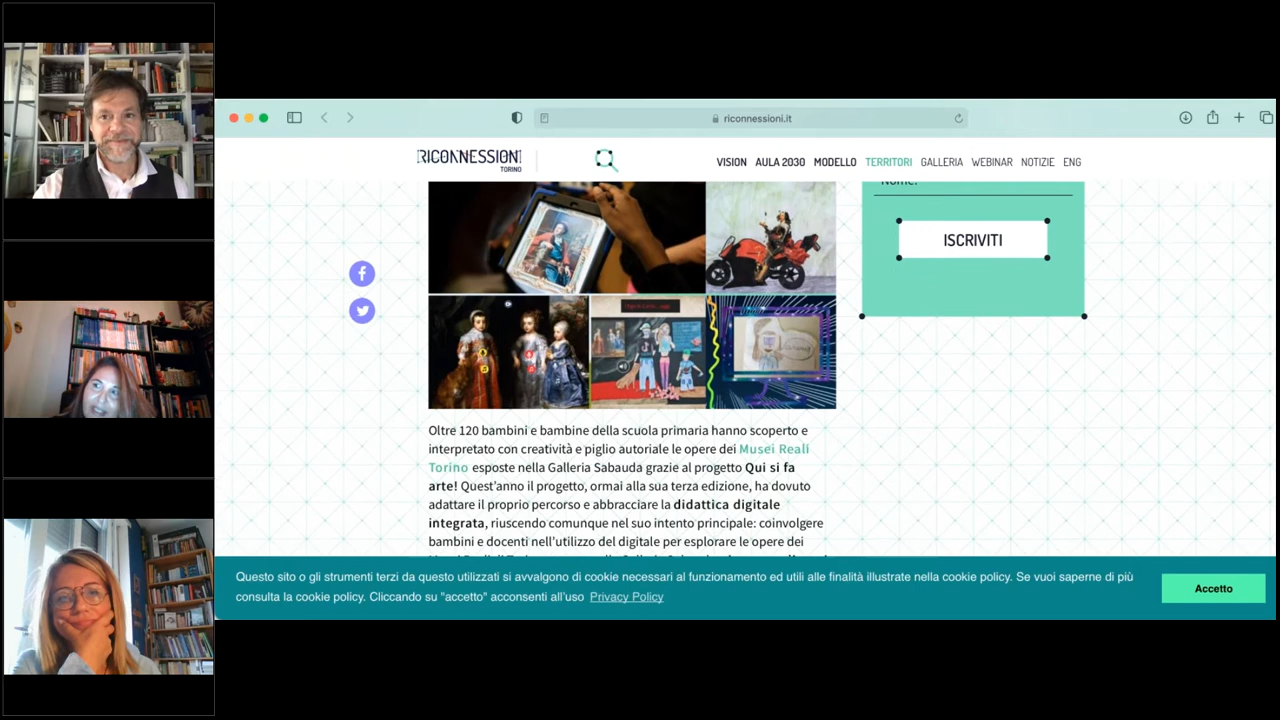 riconnessioni.it
RICONNESSIONI
TORINO
VISION AULA 2030 MODELLO TERRITORI GALLERIA WEBINAR NOTIZIE ENG
ISCRIVITI
Oltre 120 bambini e bambine della scuola primaria hanno scoperto e
interpretato con creatività e piglio autoriale le opere dei Musei Reali
Torino esposte nella Galleria Sabauda grazie al progetto Qui si fa
arte! Quest'anno il progetto, ormai alla sua terza edizione, ha dovuto
adattare il proprio percorso e abbracciare la didattica digitale
integrata, riuscendo comunque nel suo intento principale: coinvolgere
bambini e docenti nell'utilizzo del digitale per esplorare le opere dei
Questo sito o gli strumenti terzi da questo utilizzati si avvalgono di cookie necessari al funzionamento ed utili alle finalità illustrate nella cookie policy. Se vuoi saperne di più
consulta la cookie policy. Cliccando su "accetto" acconsenti all'uso Privacy Policy
Accetto